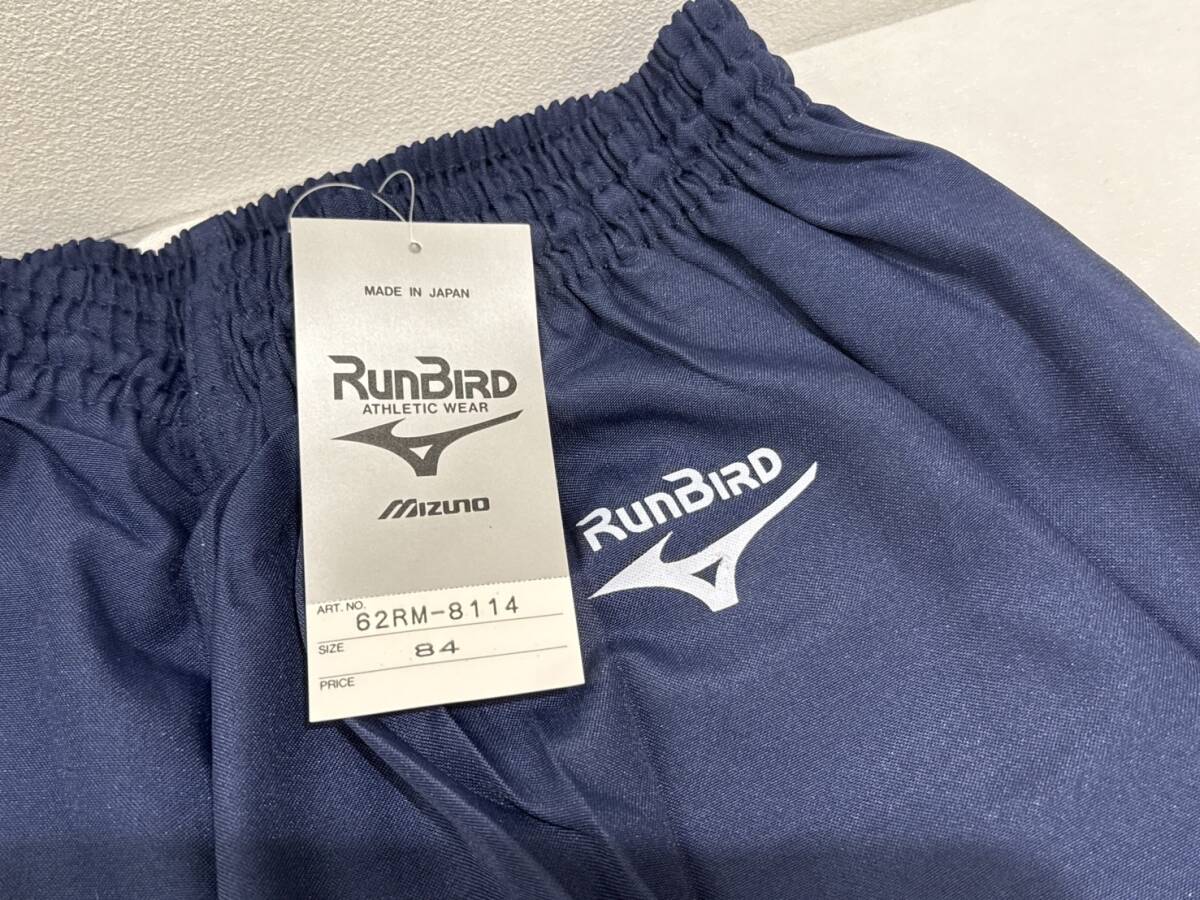 MADE IN JAPAN
RUNBIRD
ATHLETIC WEAR
MIZUNO
ART. NO. 62RM-8114
SIZE 84
PRICE
RUNBIRD